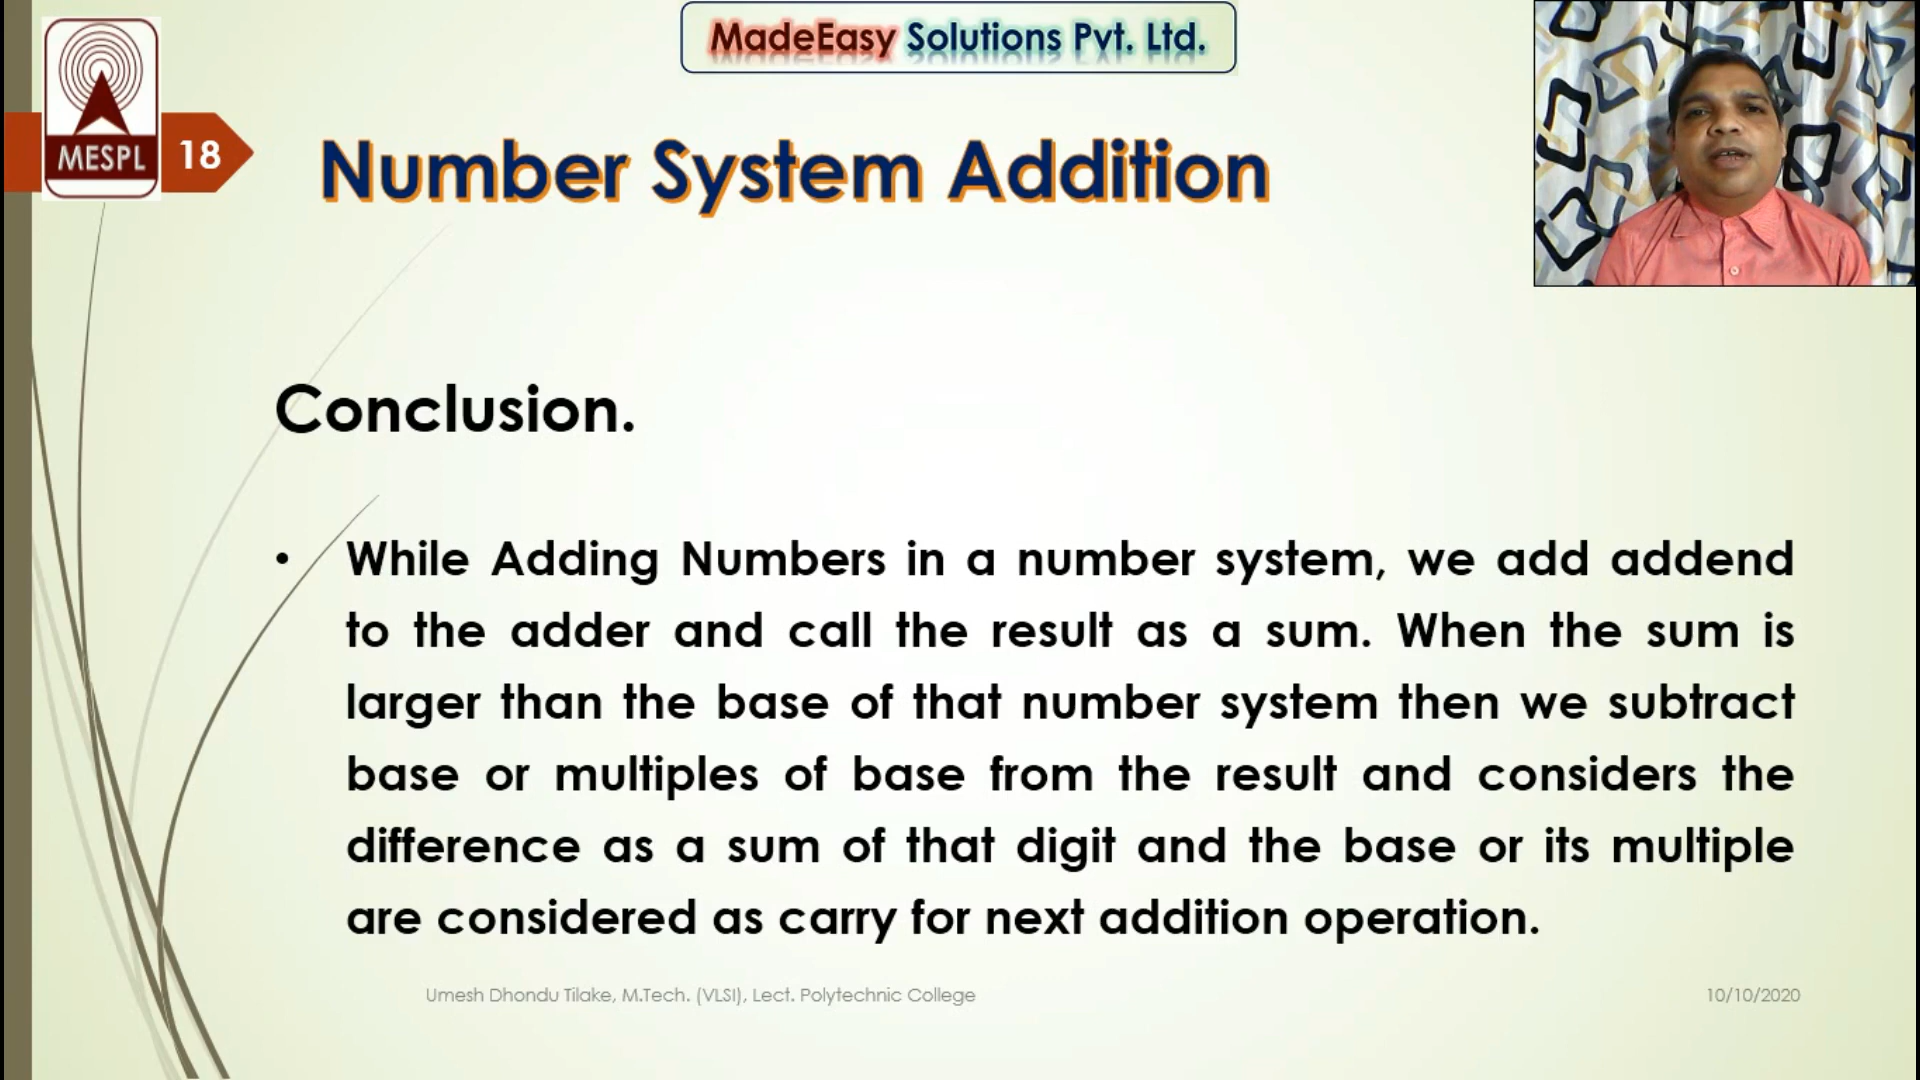 MadeEasy Solutions Pvt. Ltd.
MESPL
18
Number System Addition
Conclusion.
• While Adding Numbers in a number system, we add addend
to the adder and call the result as a sum. When the sum is
larger than the base of that number system then we subtract
base or multiples of base from the result and considers the
difference as a sum of that digit and the base or its multiple
are considered as carry for next addition operation.
Umesh Dhondu Tilake, M.Tech. (VLSI), Lect. Polytechnic College
10/10/2020